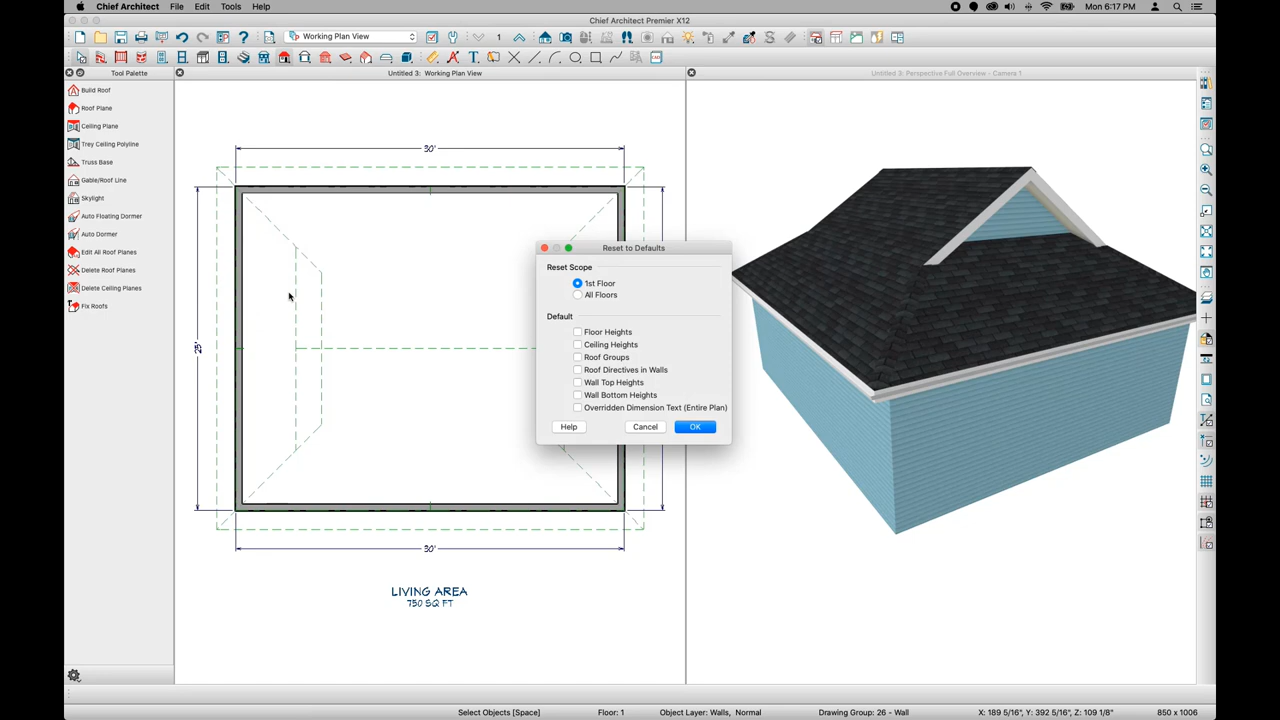 Chief Architect File Edit Tools Help Mon 6:17 PM
Chief Architect Premier X12
Working Plan View 1
Tool Palette
Untitled 3: Working Plan View
Untitled 3: Perspective Full Overview - Camera 1
Build Roof
Roof Plane
Ceiling Plane
Trey Ceiling Polyline
Truss Base
Gable/Roof Line
Skylight
Auto Floating Dormer
Auto Dormer
Edit All Roof Planes
Delete Roof Planes
Delete Ceiling Planes
Fix Roofs
30'
25'
30'
LIVING AREA
750 SQ FT
Reset to Defaults
Reset Scope
1st Floor
All Floors
Default
Floor Heights
Ceiling Heights
Roof Groups
Roof Directives in Walls
Wall Top Heights
Wall Bottom Heights
Overridden Dimension Text (Entire Plan)
Help Cancel OK
Select Objects [Space] Floor: 1 Object Layer: Walls, Normal Drawing Group: 26 - Wall X: 189 5/16", Y: 392 5/16", Z: 109 1/8" 850 x 1006